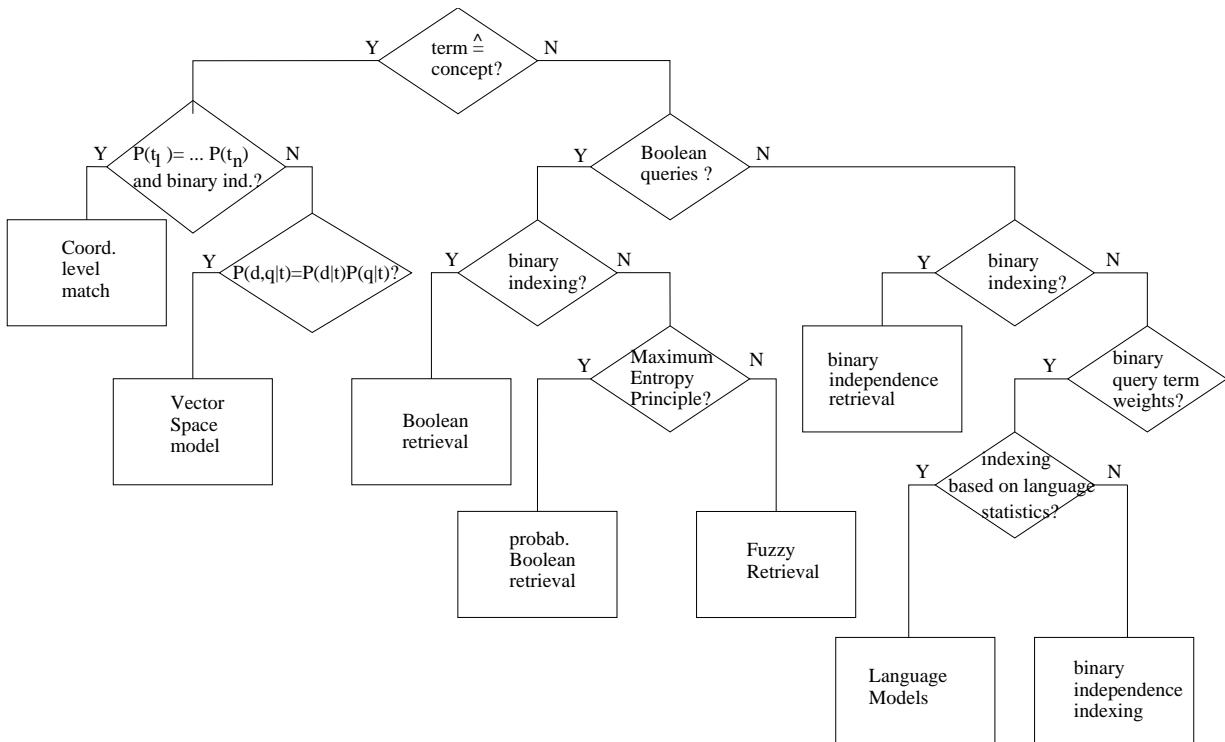 Y
term ≙
concept?
N
Y
P(t1)= ... P(tn)
and binary ind.?
N
Y
Boolean
queries ?
N
Coord.
level
match
Y
P(d,q|t)=P(d|t)P(q|t)?
Y
binary
indexing?
N
Y
binary
indexing?
N
Vector
Space
model
Boolean
retrieval
Y
Maximum
Entropy
Principle?
N
binary
independence
retrieval
Y
binary
query term
weights?
probab.
Boolean
retrieval
Fuzzy
Retrieval
Y
indexing
based on language
statistics?
N
Language
Models
binary
independence
indexing